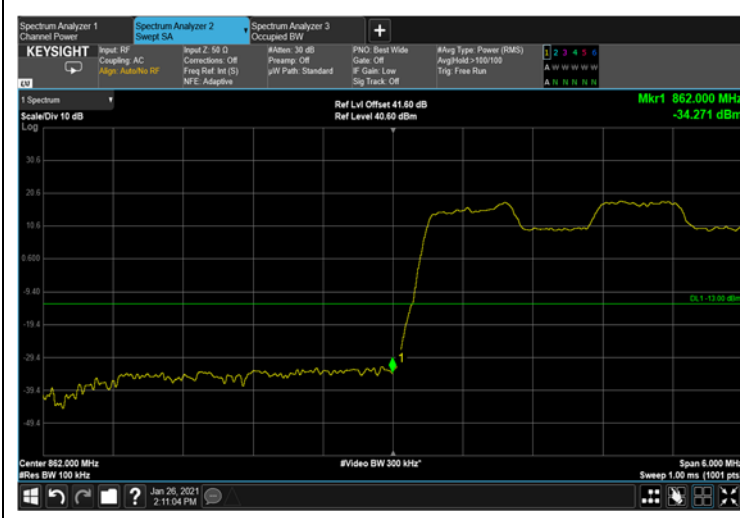 Spectrum Analyzer 1
Channel Power
Spectrum Analyzer 2
Swept SA
Spectrum Analyzer 3
Occupied BW
+
KEYSIGHT
Input: RF
Coupling: AC
Align: Auto/No RF
Input Z: 50 Ω
Corrections: Off
Freq Ref: Int (S)
NFE: Adaptive
#Atten: 30 dB
Preamp: Off
µW Path: Standard
PNO: Best Wide
Gate: Off
IF Gain: Low
Sig Track: Off
#Avg Type: Power (RMS)
Avg|Hold:>100/100
Trig: Free Run
1 2 3 4 5 6
A W W W W W
A N N N N N
1 Spectrum
Scale/Div 10 dB
Log
Ref Lvl Offset 41.60 dB
Ref Level 40.60 dBm
Mkr1 862.000 MHz
-34.271 dBm
30.6
20.6
10.6
0.600
-9.40
DL1 -13.00 dBm
-19.4
-29.4
1
-39.4
-49.4
Center 862.000 MHz
#Res BW 100 kHz
#Video BW 300 kHz*
Span 6.000 MHz
Sweep 1.00 ms (1001 pts)
?
Jan 26, 2021
2:11:04 PM